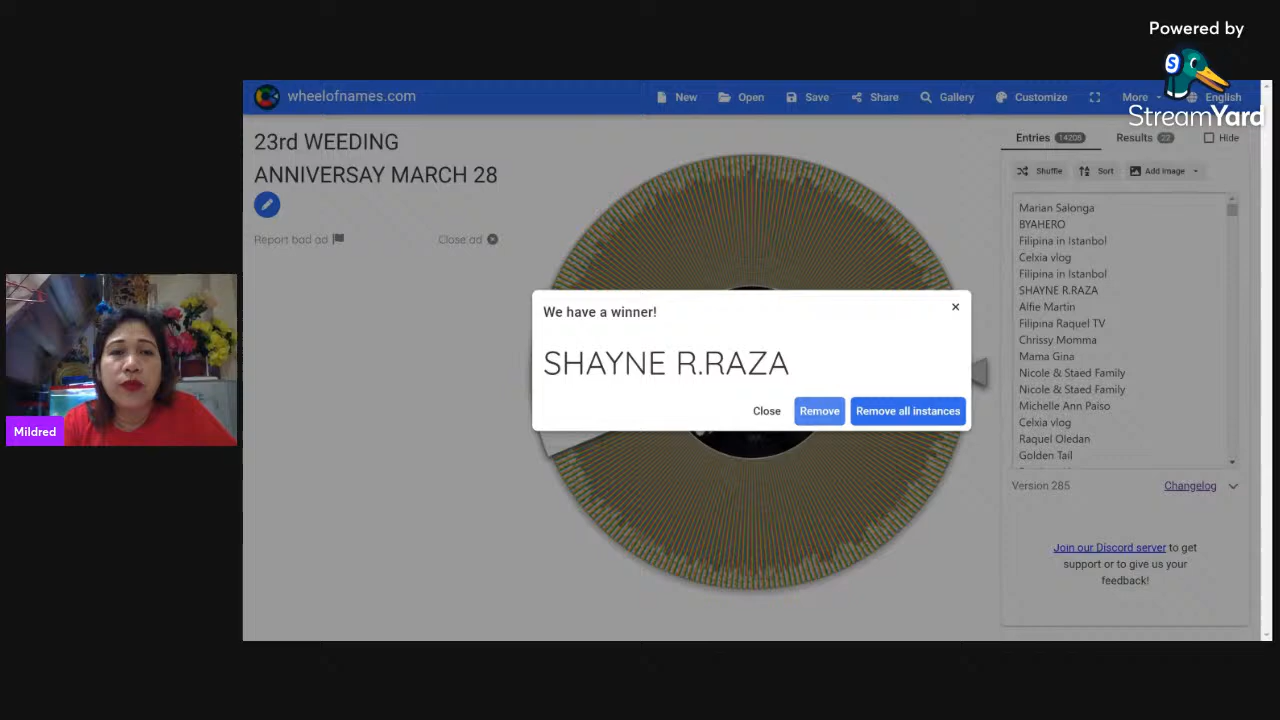 Powered by
StreamYard
wheelofnames.com
New
Open
Save
Share
Gallery
Customize
More
English
23rd WEEDING
ANNIVERSAY MARCH 28
Report bad ad
Close ad
Entries 14208
Results 22
Hide
Shuffle
Sort
Add Image
Marian Salonga
BYAHERO
Filipina in Istanbol
Celxia vlog
Filipina in Istanbol
SHAYNE R.RAZA
Alfie Martin
Filipina Raquel TV
Chrissy Momma
Mama Gina
Nicole & Staed Family
Nicole & Staed Family
Michelle Ann Paiso
Celxia vlog
Raquel Oledan
Golden Tail
We have a winner!
SHAYNE R.RAZA
Close
Remove
Remove all instances
Mildred
Version 285
Changelog
Join our Discord server to get
support or to give us your
feedback!